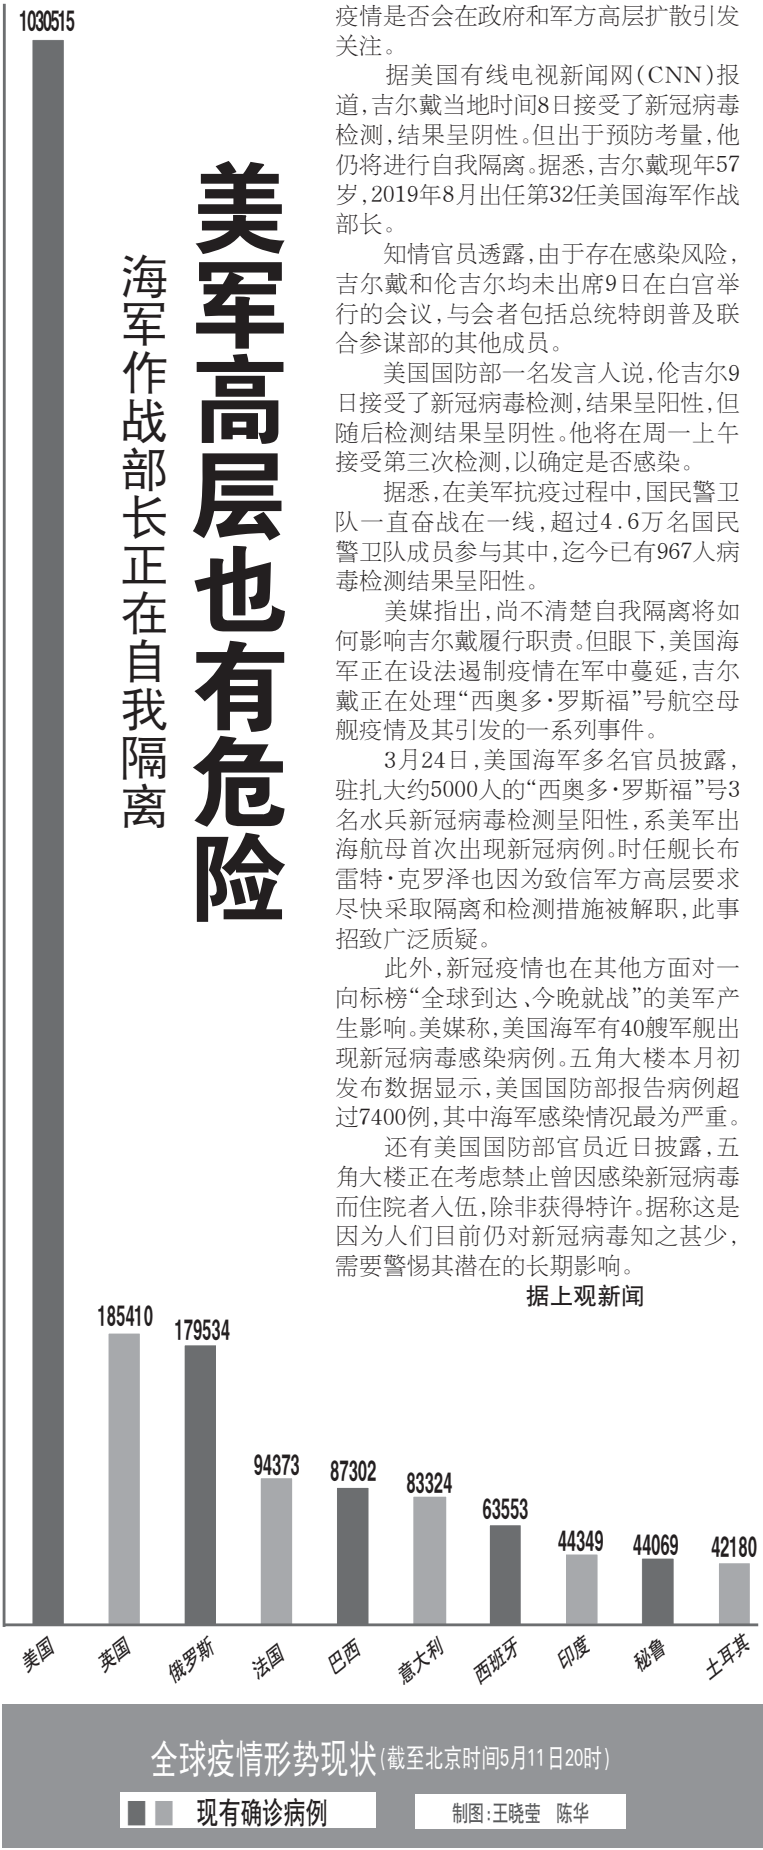 美军高层也有危险
海军作战部长正在自我隔离
疫情是否会在政府和军方高层扩散引发
关注。
据美国有线电视新闻网(CNN)报
道,吉尔戴当地时间8日接受了新冠病毒
检测,结果呈阴性。但出于预防考量,他
仍将进行自我隔离。据悉,吉尔戴现年57
岁,2019年8月出任第32任美国海军作战
部长。
知情官员透露,由于存在感染风险,
吉尔戴和伦吉尔均未出席9日在白宫举
行的会议,与会者包括总统特朗普及联
合参谋部的其他成员。
美国国防部一名发言人说,伦吉尔9
日接受了新冠病毒检测,结果呈阳性,但
随后检测结果呈阴性。他将在周一上午
接受第三次检测,以确定是否感染。
据悉,在美军抗疫过程中,国民警卫
队一直奋战在一线,超过4.6万名国民
警卫队成员参与其中,迄今已有967人病
毒检测结果呈阳性。
美媒指出,尚不清楚自我隔离将如
何影响吉尔戴履行职责。但眼下,美国海
军正在设法遏制疫情在军中蔓延,吉尔
戴正在处理“西奥多·罗斯福”号航空母
舰疫情及其引发的一系列事件。
3月24日,美国海军多名官员披露,
驻扎大约5000人的“西奥多·罗斯福”号3
名水兵新冠病毒检测呈阳性,系美军出
海航母首次出现新冠病例。时任舰长布
雷特·克罗泽也因为致信军方高层要求
尽快采取隔离和检测措施被解职,此事
招致广泛质疑。
此外,新冠疫情也在其他方面对一
向标榜“全球到达、今晚就战”的美军产
生影响。美媒称,美国海军有40艘军舰出
现新冠病毒感染病例。五角大楼本月初
发布数据显示,美国国防部报告病例超
过7400例,其中海军感染情况最为严重。
还有美国国防部官员近日披露,五
角大楼正在考虑禁止曾因感染新冠病毒
而住院者入伍,除非获得特许。据称这是
因为人们目前仍对新冠病毒知之甚少,
需要警惕其潜在的长期影响。
据上观新闻
1030515
185410
179534
94373
87302
83324
63553
44349
44069
42180
美国
英国
俄罗斯
法国
巴西
意大利
西班牙
印度
秘鲁
土耳其
全球疫情形势现状(截至北京时间5月11日20时)
现有确诊病例
制图:王晓莹 陈华